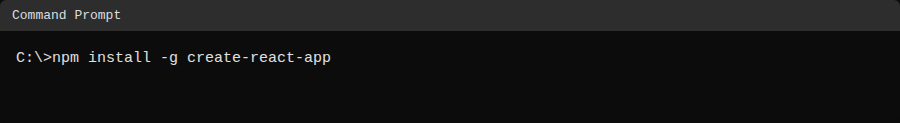 Command Prompt
C:\>npm install -g create-react-app